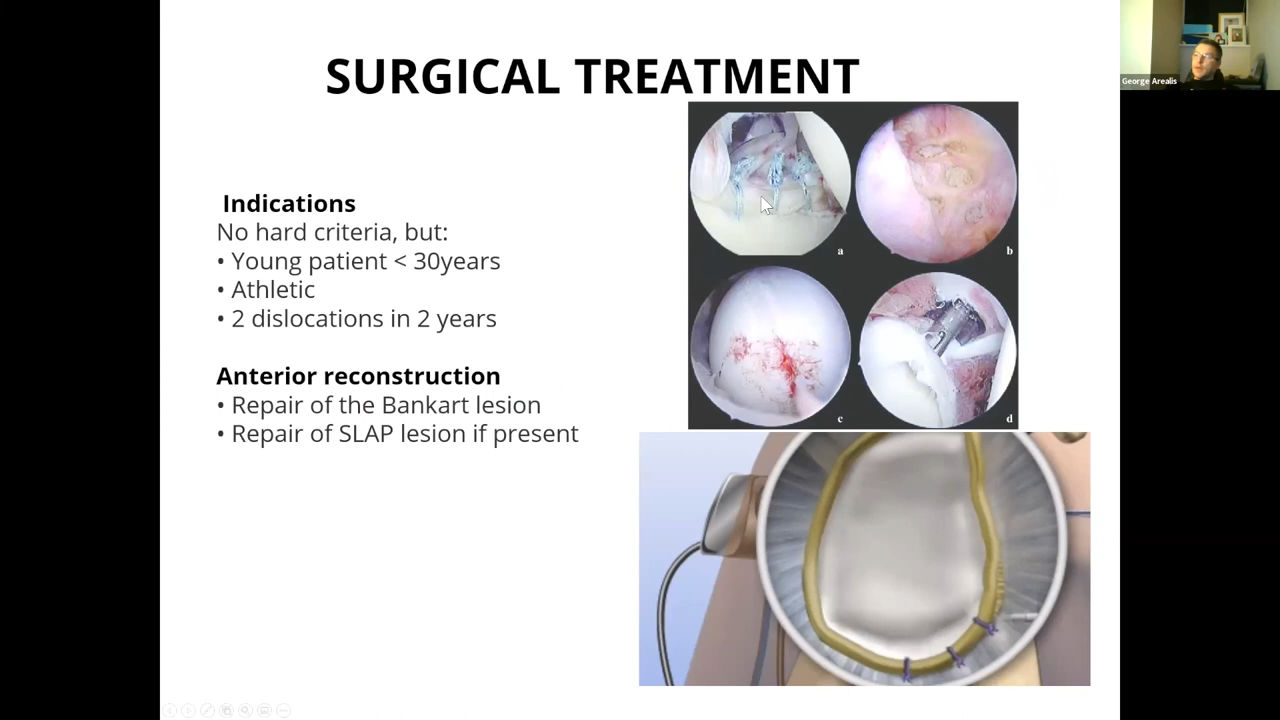 SURGICAL TREATMENT
Indications
No hard criteria, but:
• Young patient < 30years
• Athletic
• 2 dislocations in 2 years
Anterior reconstruction
• Repair of the Bankart lesion
• Repair of SLAP lesion if present
a
b
c
d
George Arealis